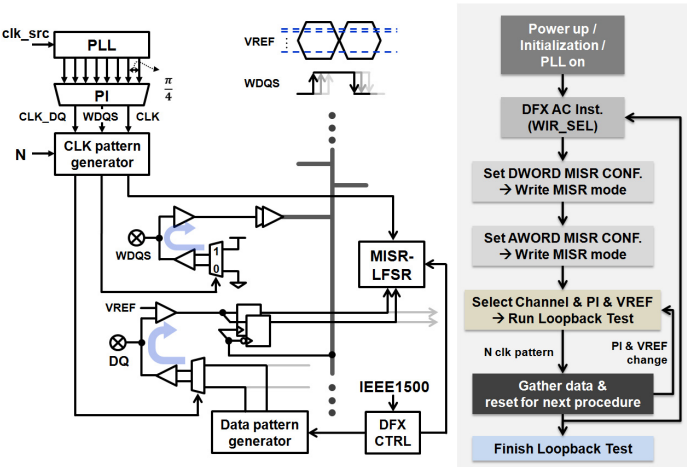 clk_src
PLL
π
4
PI
CLK_DQ WDQS CLK
N
CLK pattern
generator
VREF
WDQS
WDQS
1
0
MISR-
LFSR
VREF
DQ
IEEE1500
Data pattern
generator
DFX
CTRL
Power up /
Initialization /
PLL on
DFX AC Inst.
(WIR_SEL)
Set DWORD MISR CONF.
→ Write MISR mode
Set AWORD MISR CONF.
→ Write MISR mode
Select Channel & PI & VREF
→ Run Loopback Test
N clk pattern
PI & VREF
change
Gather data &
reset for next procedure
Finish Loopback Test